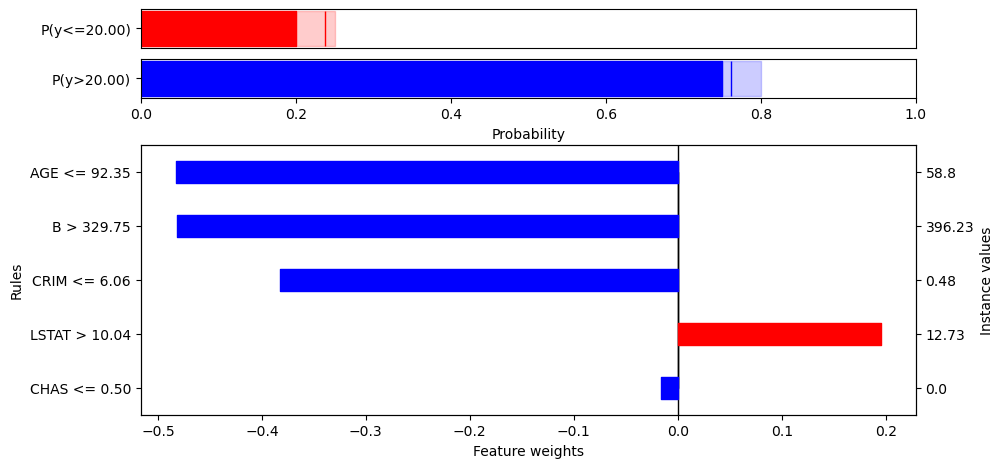 P(y<=20.00)
P(y>20.00)
0.0 0.2 0.4 0.6 0.8 1.0
Probability
AGE <= 92.35 58.8
B > 329.75 396.23
CRIM <= 6.06 0.48
LSTAT > 10.04 12.73
CHAS <= 0.50 0.0
Rules
Instance values
−0.5 −0.4 −0.3 −0.2 −0.1 0.0 0.1 0.2
Feature weights